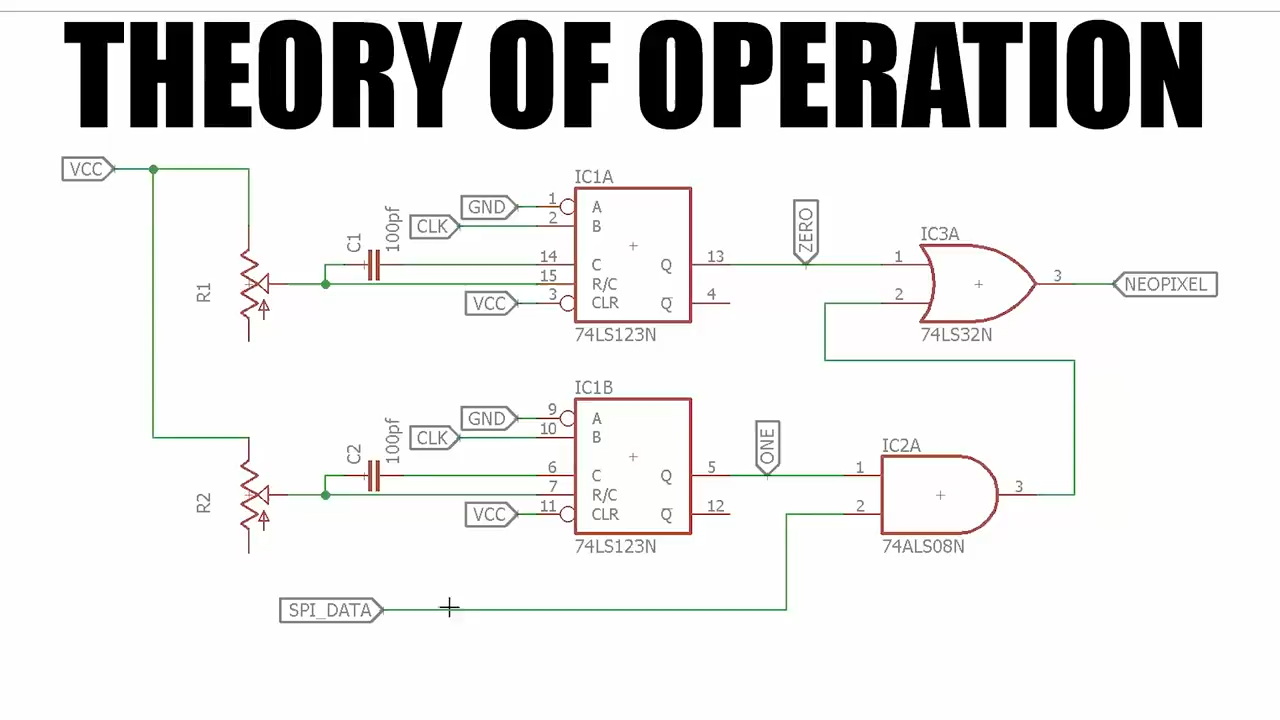 THEORY OF OPERATION
VCC
R1
C1
100pf
GND
CLK
VCC
IC1A
1
2
14
15
3
A
B
C
R/C
CLR
Q
Q̅
13
4
74LS123N
ZERO
IC3A
1
2
3
74LS32N
NEOPIXEL
R2
C2
100pf
GND
CLK
VCC
IC1B
9
10
6
7
11
A
B
C
R/C
CLR
Q
Q̅
5
12
74LS123N
ONE
IC2A
1
2
3
74ALS08N
SPI_DATA